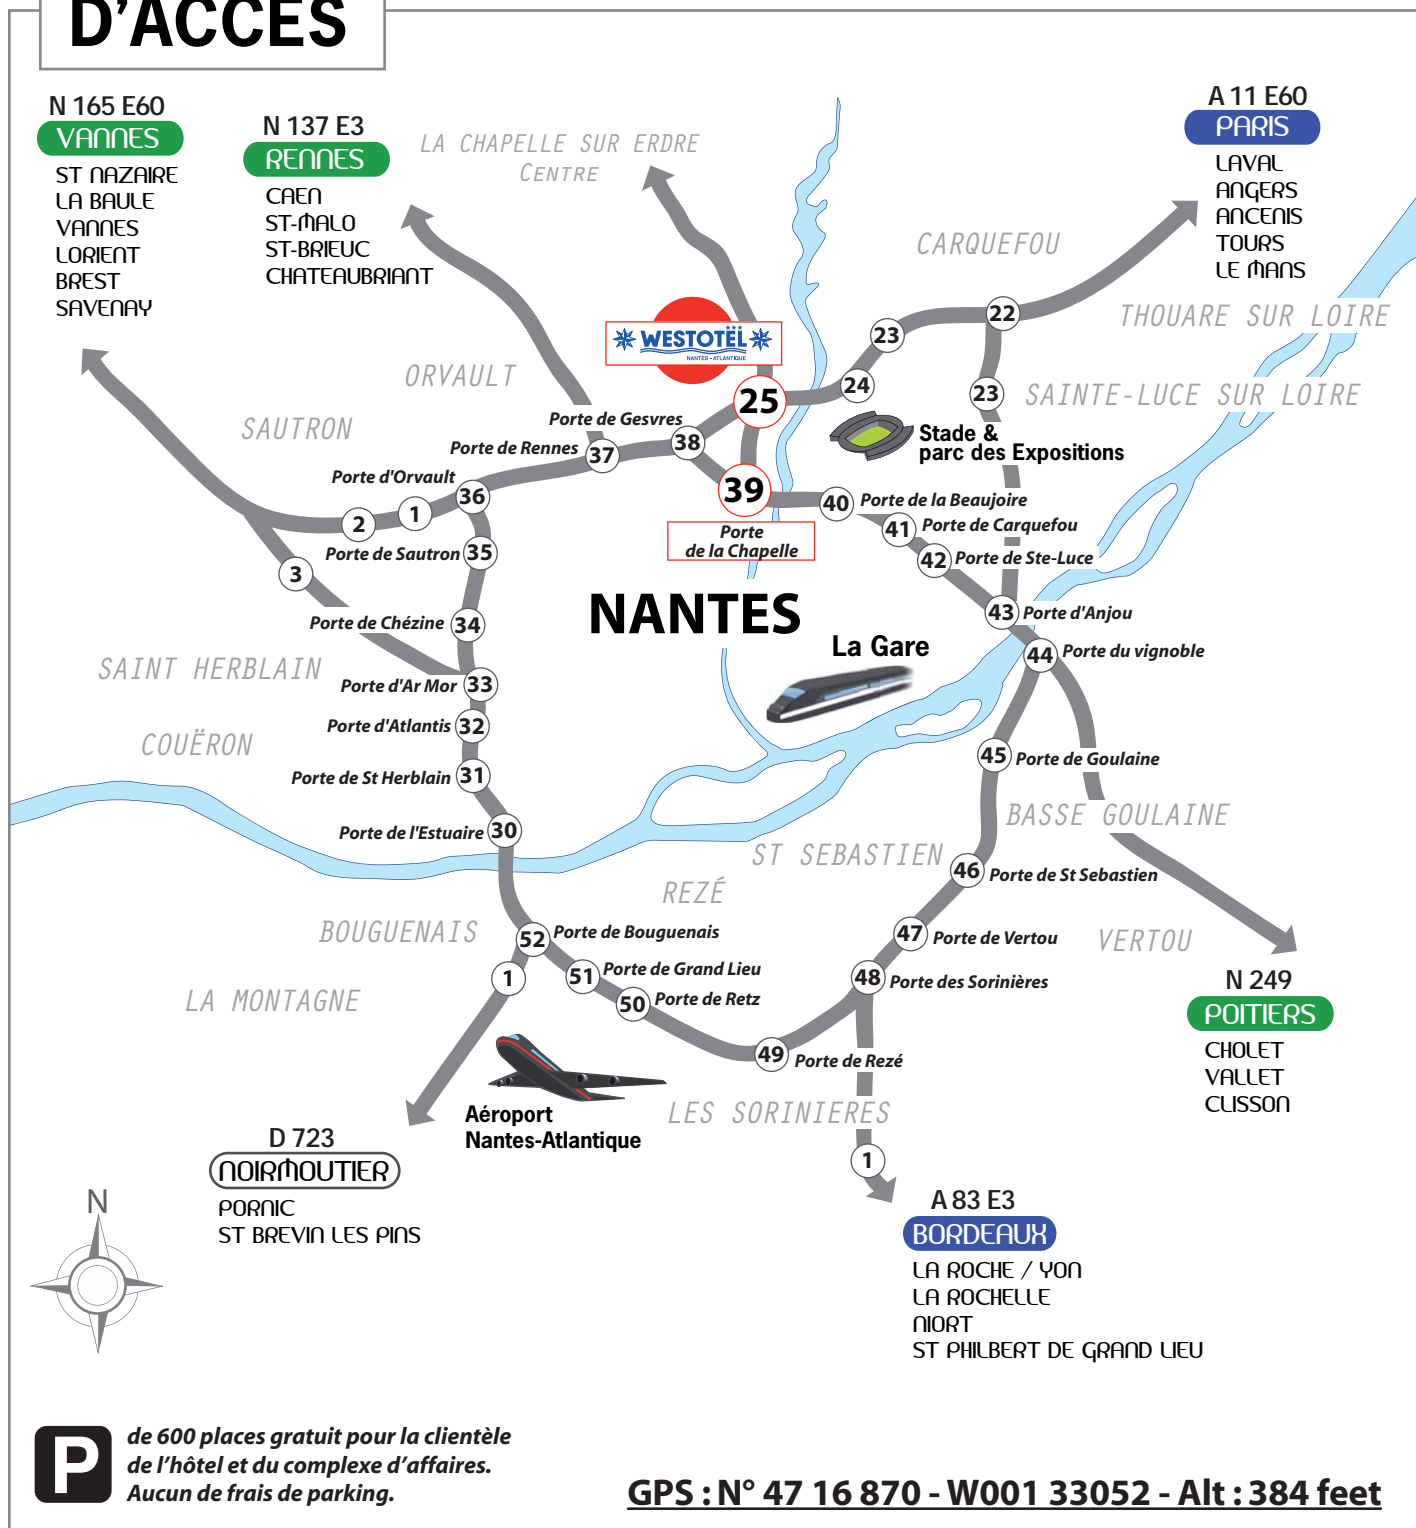 D'ACCES
N 165 E60
VANNES
ST NAZAIRE
LA BAULE
VANNES
LORIENT
BREST
SAVENAY
N 137 E3
RENNES
CAEN
ST-MALO
ST-BRIEUC
CHATEAUBRIANT
LA CHAPELLE SUR ERDRE
CENTRE
A 11 E60
PARIS
LAVAL
ANGERS
ANCENIS
TOURS
LE MANS
CARQUEFOU
THOUARE SUR LOIRE
SAINTE-LUCE SUR LOIRE
WESTOTEL
NANTES - ATLANTIQUE
ORVAULT
SAUTRON
22
23
24
23
25
Stade &
parc des Expositions
Porte de Gesvres
38
Porte de Rennes
37
Porte d'Orvault
36
1
2
3
39
Porte
de la Chapelle
40
Porte de la Beaujoire
41
Porte de Carquefou
42
Porte de Ste-Luce
43
Porte d'Anjou
44
Porte du vignoble
Porte de Sautron
35
Porte de Chézine
34
NANTES
La Gare
SAINT HERBLAIN
Porte d'Ar Mor
33
COUËRON
Porte d'Atlantis
32
Porte de St Herblain
31
Porte de l'Estuaire
30
45
Porte de Goulaine
BASSE GOULAINE
ST SEBASTIEN
46
Porte de St Sebastien
REZÉ
BOUGUENAIS
52
Porte de Bouguenais
47
Porte de Vertou
VERTOU
LA MONTAGNE
1
51
Porte de Grand Lieu
50
Porte de Retz
48
Porte des Sorinières
49
Porte de Rezé
N 249
POITIERS
CHOLET
VALLET
CLISSON
Aéroport
Nantes-Atlantique
LES SORINIERES
D 723
NOIRMOUTIER
PORNIC
ST BREVIN LES PINS
1
A 83 E3
BORDEAUX
LA ROCHE / YON
LA ROCHELLE
NIORT
ST PHILBERT DE GRAND LIEU
N
P
de 600 places gratuit pour la clientèle
de l'hôtel et du complexe d'affaires.
Aucun de frais de parking.
GPS : N° 47 16 870 - W001 33052 - Alt : 384 feet